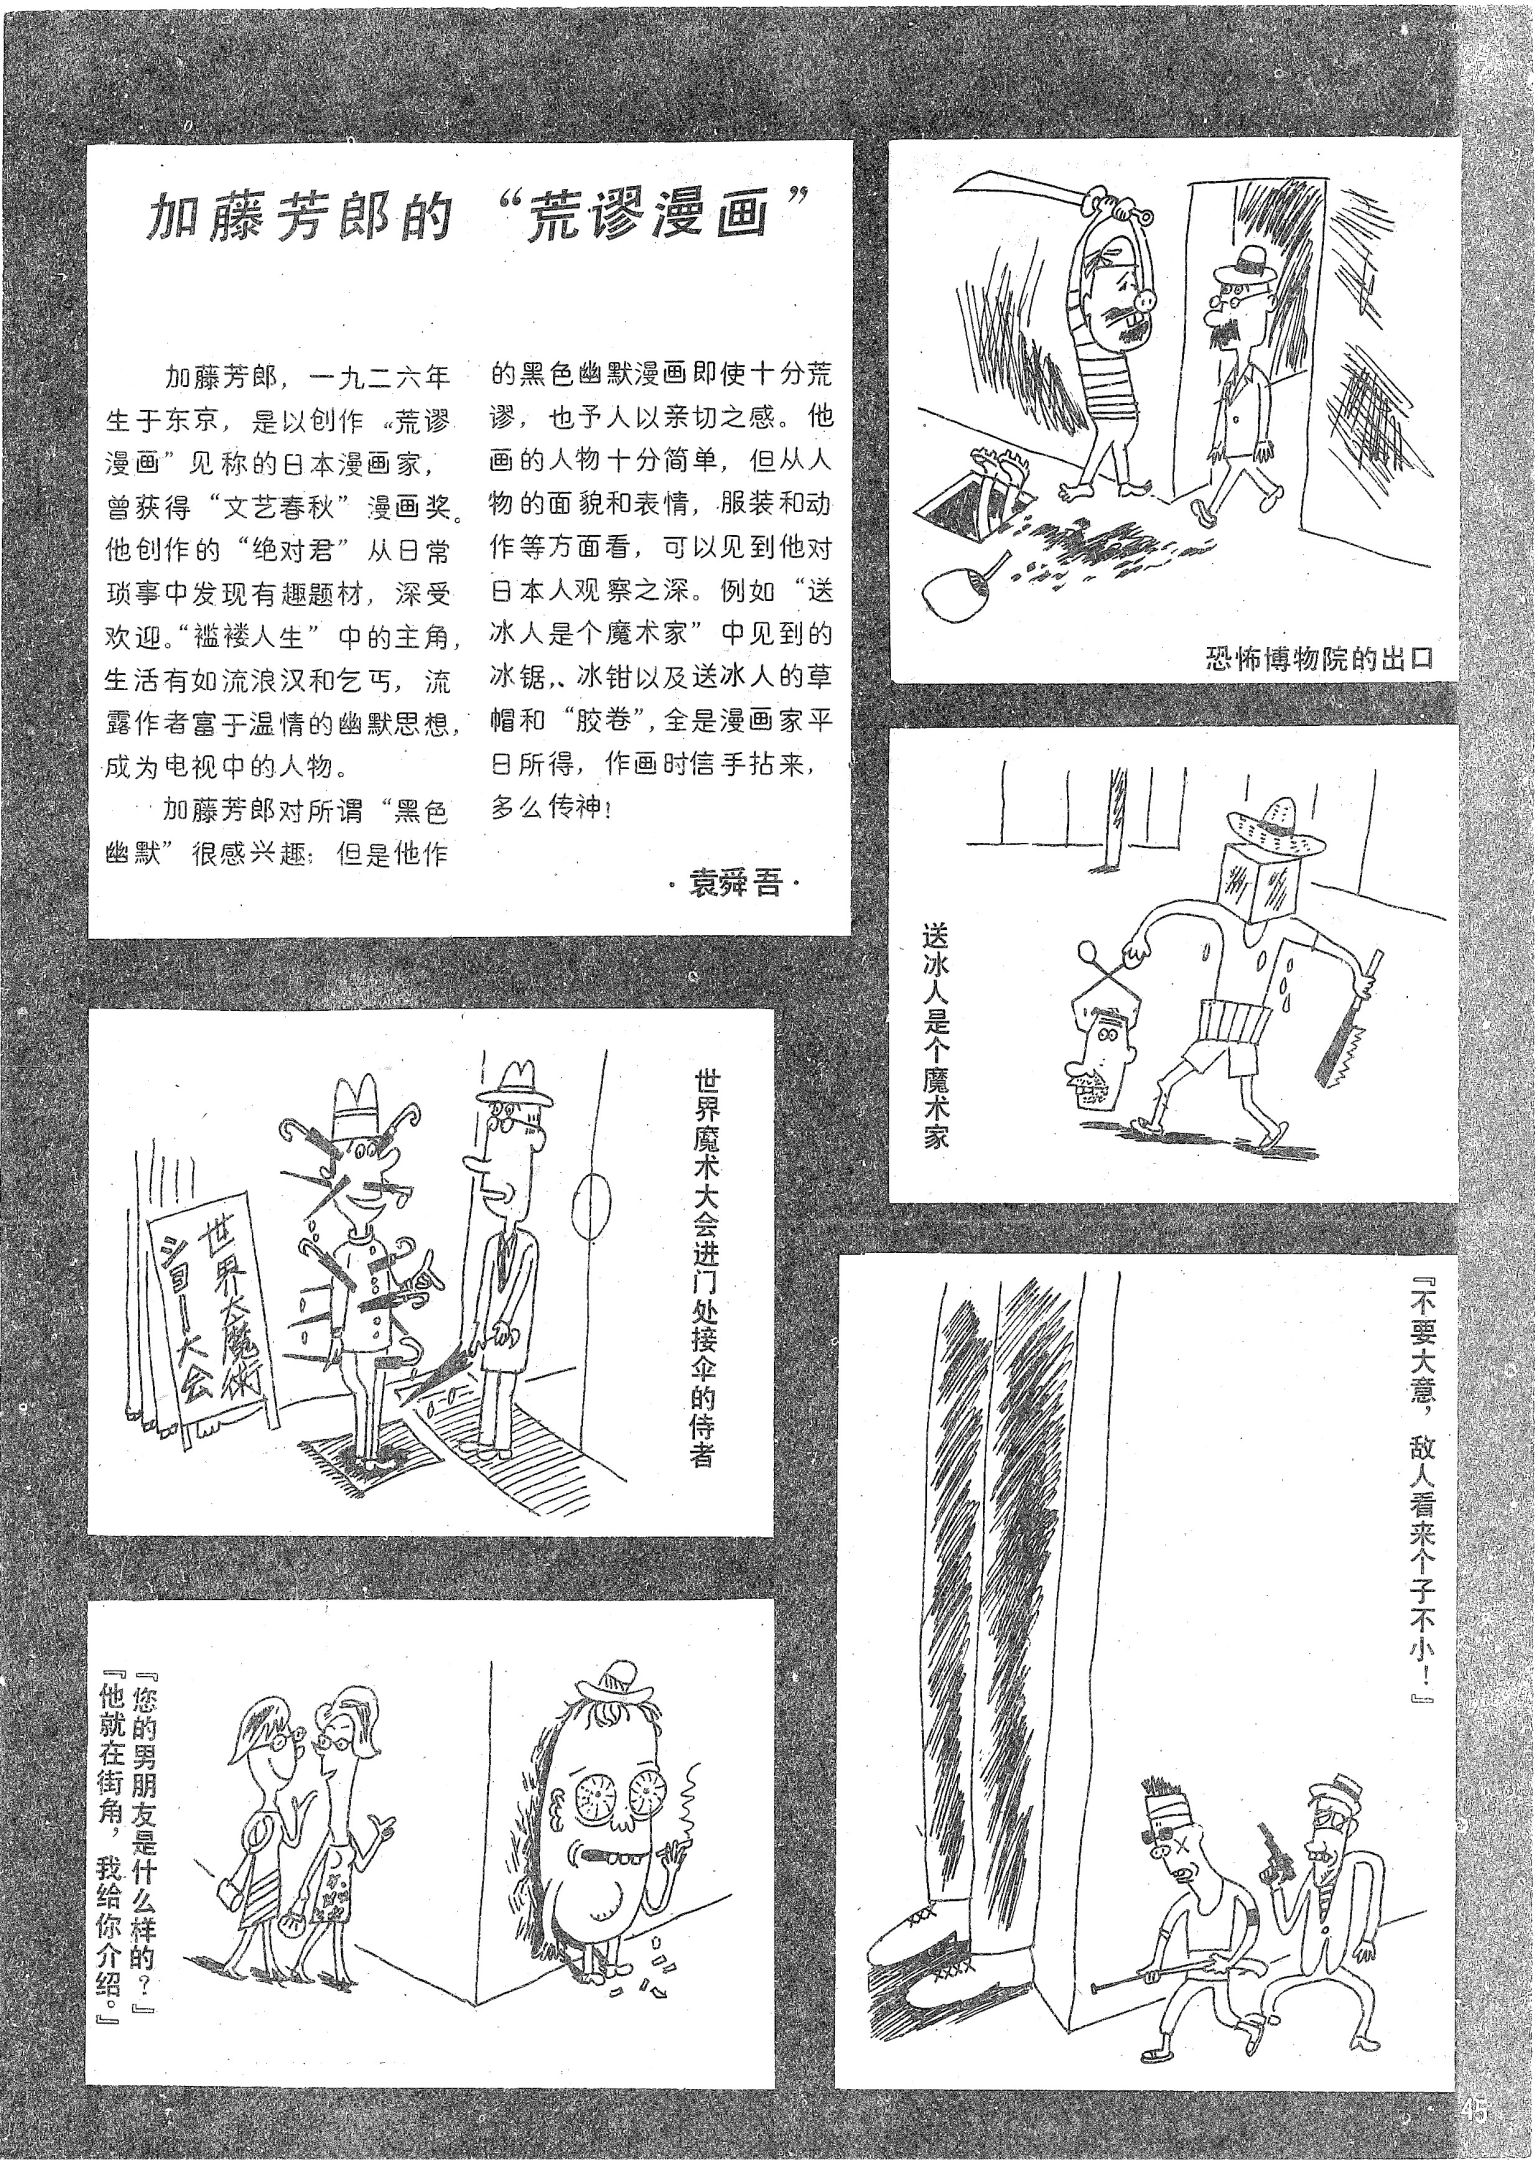 加藤芳郎的“荒谬漫画”
加藤芳郎，一九二六年
生于东京，是以创作“荒谬
漫画”见称的日本漫画家，
曾获得“文艺春秋”漫画奖。
他创作的“绝对君”从日常
琐事中发现有趣题材，深受
欢迎。“褴褛人生”中的主角，
生活有如流浪汉和乞丐，流
露作者富于温情的幽默思想，
成为电视中的人物。
加藤芳郎对所谓“黑色
幽默”很感兴趣；但是他作
的黑色幽默漫画即使十分荒
谬，也予人以亲切之感。他
画的人物十分简单，但从人
物的面貌和表情，服装和动
作等方面看，可以见到他对
日本人观察之深。例如“送
冰人是个魔术家”中见到的
冰锯，、冰钳以及送冰人的草
帽和“胶卷”，全是漫画家平
日所得，作画时信手拈来，
多么传神！
·袁舜吾·
恐怖博物院的出口
送冰人是个魔术家
世界魔术大会进门处接伞的侍者
世界大魔術
ショー大会
『不要大意，敌人看来个子不小！』
『您的男朋友是什么样的？』
『他就在街角，我给你介绍。』
45